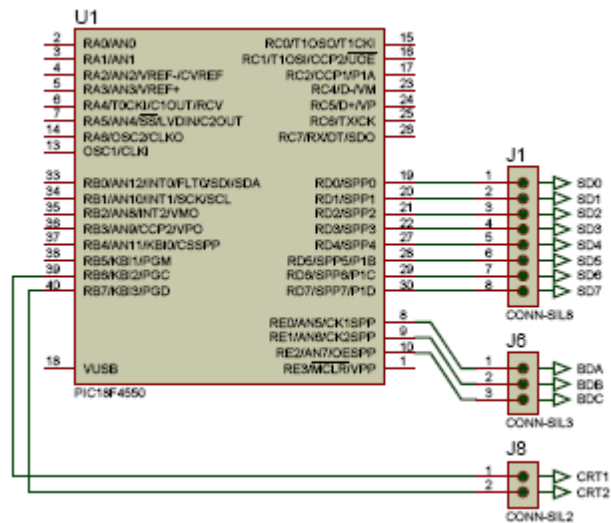 U1
2 RA0/AN0 RC0/T1OSO/T1CKI 15
3 RA1/AN1 RC1/T1OSI/CCP2/UOE 16
4 RA2/AN2/VREF-/CVREF RC2/CCP1/P1A 17
5 RA3/AN3/VREF+ RC4/D-/VM 23
6 RA4/T0CKI/C1OUT/RCV RC5/D+/VP 24
7 RA5/AN4/SS/LVDIN/C2OUT RC6/TX/CK 25
14 RA6/OSC2/CLKO RC7/RX/DT/SDO 26
13 OSC1/CLKI
J1
33 RB0/AN12/INT0/FLT0/SDI/SDA RD0/SPP0 19 1 SD0
34 RB1/AN10/INT1/SCK/SCL RD1/SPP1 20 2 SD1
35 RB2/AN8/INT2/VMO RD2/SPP2 21 3 SD2
36 RB3/AN9/CCP2/VPO RD3/SPP3 22 4 SD3
37 RB4/AN11/KBI0/CSSPP RD4/SPP4 27 5 SD4
38 RB5/KBI1/PGM RD5/SPP5/P1B 28 6 SD5
39 RB6/KBI2/PGC RD6/SPP6/P1C 29 7 SD6
40 RB7/KBI3/PGD RD7/SPP7/P1D 30 8 SD7
CONN-SIL8
RE0/AN5/CK1SPP 8
RE1/AN6/CK2SPP 9
RE2/AN7/OESPP 10
18 VUSB RE3/MCLR/VPP 1
PIC18F4550
J6
1 BDA
2 BDB
3 BDC
CONN-SIL3
J8
1 CRT1
2 CRT2
CONN-SIL2